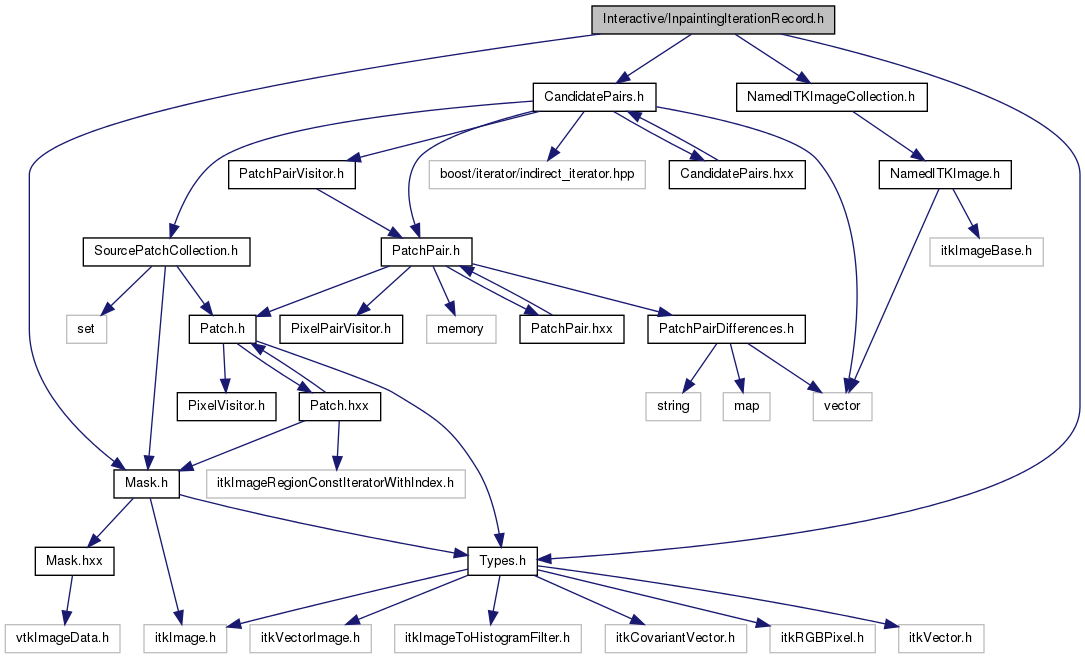 Interactive/InpaintingIterationRecord.h
CandidatePairs.h
NamedITKImageCollection.h
PatchPairVisitor.h
boost/iterator/indirect_iterator.hpp
CandidatePairs.hxx
NamedITKImage.h
SourcePatchCollection.h
PatchPair.h
itkImageBase.h
set
Patch.h
PixelPairVisitor.h
memory
PatchPair.hxx
PatchPairDifferences.h
PixelVisitor.h
Patch.hxx
string
map
vector
Mask.h
itkImageRegionConstIteratorWithIndex.h
Mask.hxx
Types.h
vtkImageData.h
itkImage.h
itkVectorImage.h
itkImageToHistogramFilter.h
itkCovariantVector.h
itkRGBPixel.h
itkVector.h